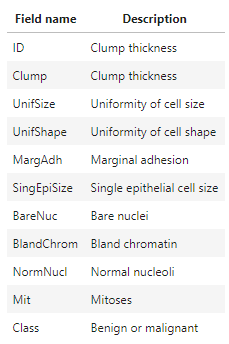 Field name Description
ID Clump thickness
Clump Clump thickness
UnifSize Uniformity of cell size
UnifShape Uniformity of cell shape
MargAdh Marginal adhesion
SingEpiSize Single epithelial cell size
BareNuc Bare nuclei
BlandChrom Bland chromatin
NormNucl Normal nucleoli
Mit Mitoses
Class Benign or malignant